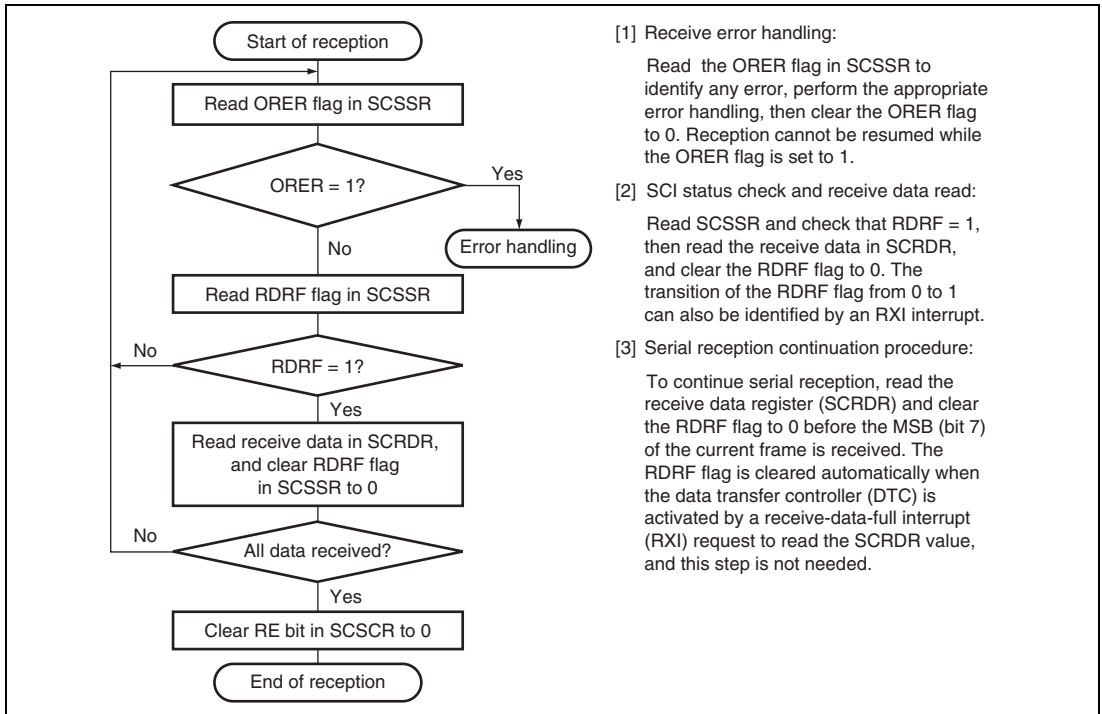 Start of reception
Read ORER flag in SCSSR
ORER = 1?
Yes
Error handling
No
Read RDRF flag in SCSSR
No
RDRF = 1?
Yes
Read receive data in SCRDR,
and clear RDRF flag
in SCSSR to 0
No
All data received?
Yes
Clear RE bit in SCSCR to 0
End of reception
[1] Receive error handling:
Read the ORER flag in SCSSR to
identify any error, perform the appropriate
error handling, then clear the ORER flag
to 0. Reception cannot be resumed while
the ORER flag is set to 1.
[2] SCI status check and receive data read:
Read SCSSR and check that RDRF = 1,
then read the receive data in SCRDR,
and clear the RDRF flag to 0. The
transition of the RDRF flag from 0 to 1
can also be identified by an RXI interrupt.
[3] Serial reception continuation procedure:
To continue serial reception, read the
receive data register (SCRDR) and clear
the RDRF flag to 0 before the MSB (bit 7)
of the current frame is received. The
RDRF flag is cleared automatically when
the data transfer controller (DTC) is
activated by a receive-data-full interrupt
(RXI) request to read the SCRDR value,
and this step is not needed.